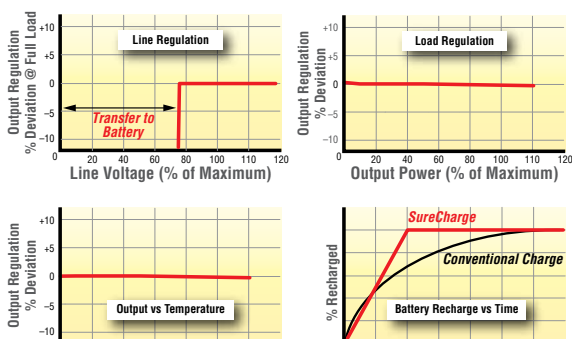 Output Regulation
% Deviation @ Full Load
+10
+5
0
−5
−10
Line Regulation
Transfer to
Battery
0 20 40 60 80 100 120
Line Voltage (% of Maximum)
Output Regulation
% Deviation
+10
+5
0
−5
−10
Load Regulation
0 20 40 60 80 100 120
Output Power (% of Maximum)
Output Regulation
% Deviation
+10
+5
0
−5
−10
Output vs Temperature
% Recharged
SureCharge
Conventional Charge
Battery Recharge vs Time